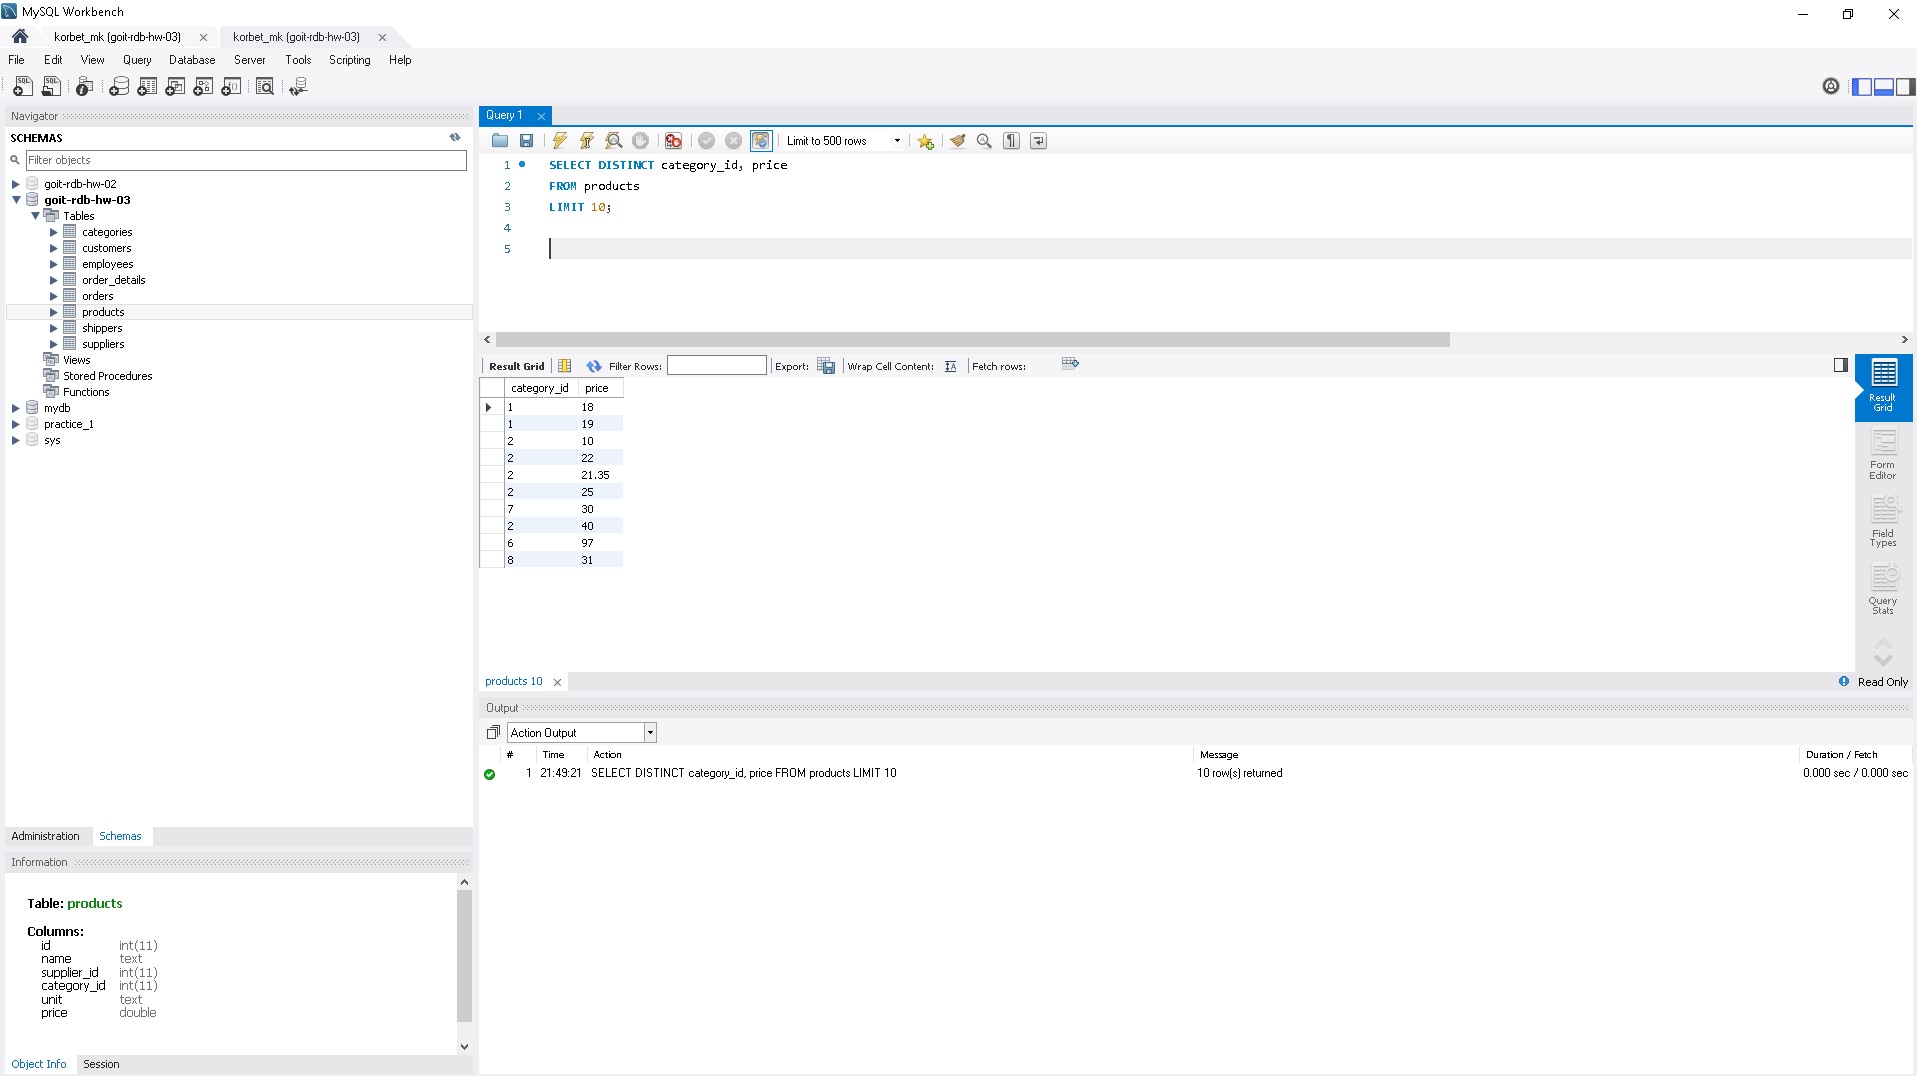 MySQL Workbench
korbet_mk (goit-rdb-hw-03)
korbet_mk (goit-rdb-hw-03)
File Edit View Query Database Server Tools Scripting Help
Navigator
SCHEMAS
Filter objects
goit-rdb-hw-02
goit-rdb-hw-03
Tables
categories
customers
employees
order_details
orders
products
shippers
suppliers
Views
Stored Procedures
Functions
mydb
practice_1
sys
Administration Schemas
Information
Table: products
Columns:
id int(11)
name text
supplier_id int(11)
category_id int(11)
unit text
price double
Object Info Session
Query 1
Limit to 500 rows
1 SELECT DISTINCT category_id, price
2 FROM products
3 LIMIT 10;
4
5
Result Grid Filter Rows: Export: Wrap Cell Content: Fetch rows:
category_id price
1 18
1 19
2 10
2 22
2 21.35
2 25
7 30
2 40
6 97
8 31
Result
Grid
Form
Editor
Field
Types
Query
Stats
products 10
Read Only
Output
Action Output
# Time Action Message Duration / Fetch
1 21:49:21 SELECT DISTINCT category_id, price FROM products LIMIT 10 10 row(s) returned 0.000 sec / 0.000 sec